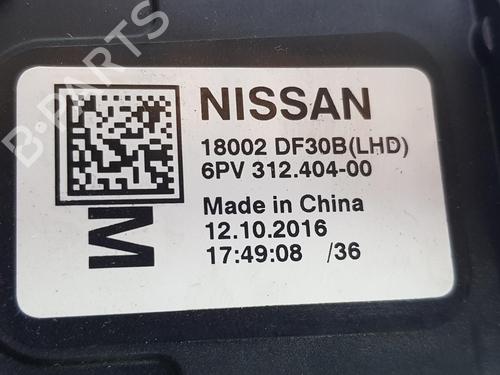 NISSAN
18002 DF30B(LHD)
6PV 312.404-00
Made in China
12.10.2016
17:49:08 /36
M
B-PARTS